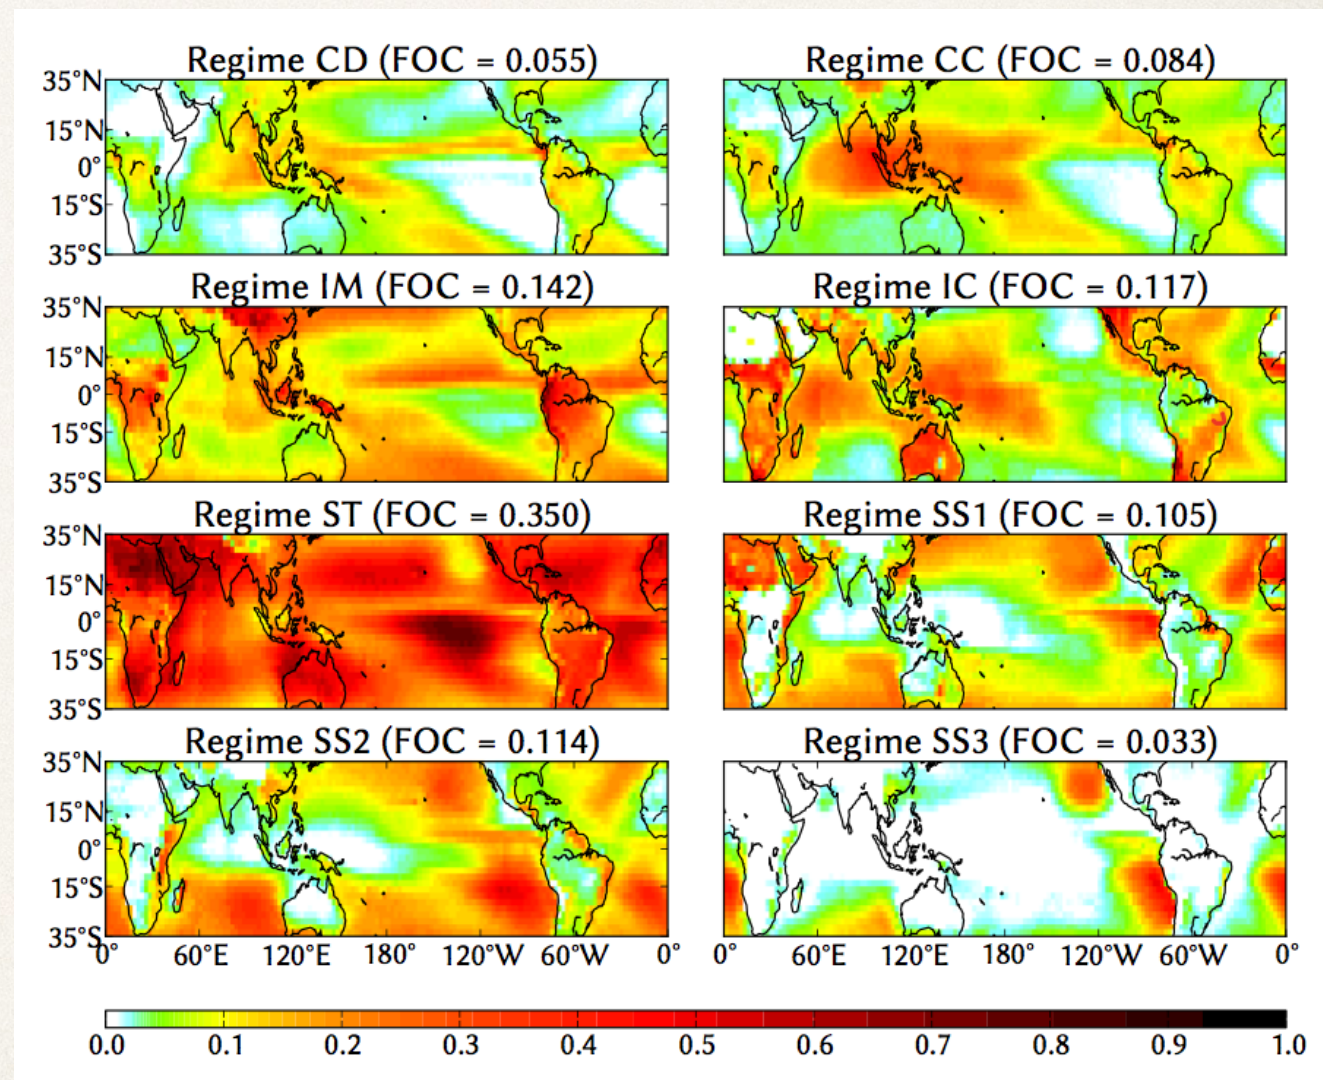 Regime CD (FOC = 0.055)
Regime CC (FOC = 0.084)
35°N
15°N
0°
15°S
35°S
Regime IM (FOC = 0.142)
Regime IC (FOC = 0.117)
35°N
15°N
0°
15°S
35°S
Regime ST (FOC = 0.350)
Regime SS1 (FOC = 0.105)
35°N
15°N
0°
15°S
35°S
Regime SS2 (FOC = 0.114)
Regime SS3 (FOC = 0.033)
35°N
15°N
0°
15°S
35°S
0° 60°E 120°E 180° 120°W 60°W 0°
0° 60°E 120°E 180° 120°W 60°W 0°
0.0 0.1 0.2 0.3 0.4 0.5 0.6 0.7 0.8 0.9 1.0